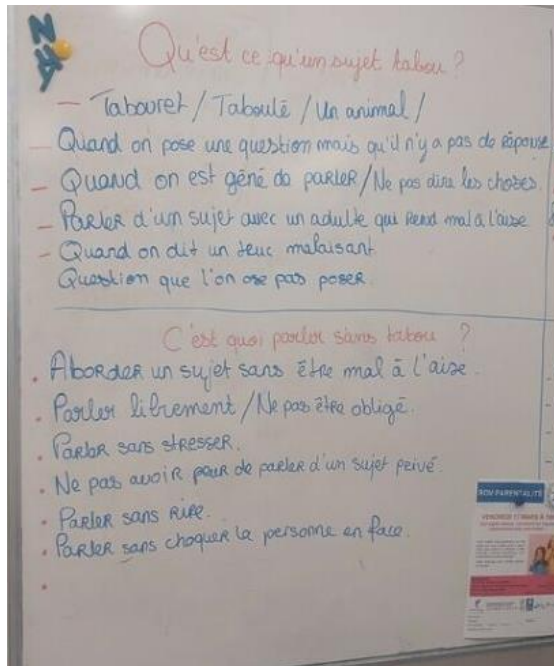 Qu'est ce qu'un sujet tabou ?
— Tabouret / Taboulé / Un animal /
— Quand on pose une question mais qu'il n'y a pas de réponse
— Quand on est géné de parler / Ne pas dire les choses.
— Parler d'un sujet avec un adulte qui rend mal à l'aise
— Quand on dit un truc malaisant
Question que l'on ose pas poser.
C'est quoi parler sans tabou ?
. Aborder un sujet sans être mal à l'aise.
. Parler librement / Ne pas être obligé.
. Parler sans stresser.
. Ne pas avoir peur de parler d'un sujet privé.
. Parler sans rire.
. Parler sans choquer la personne en face.
.
RDV PARENTALITÉ